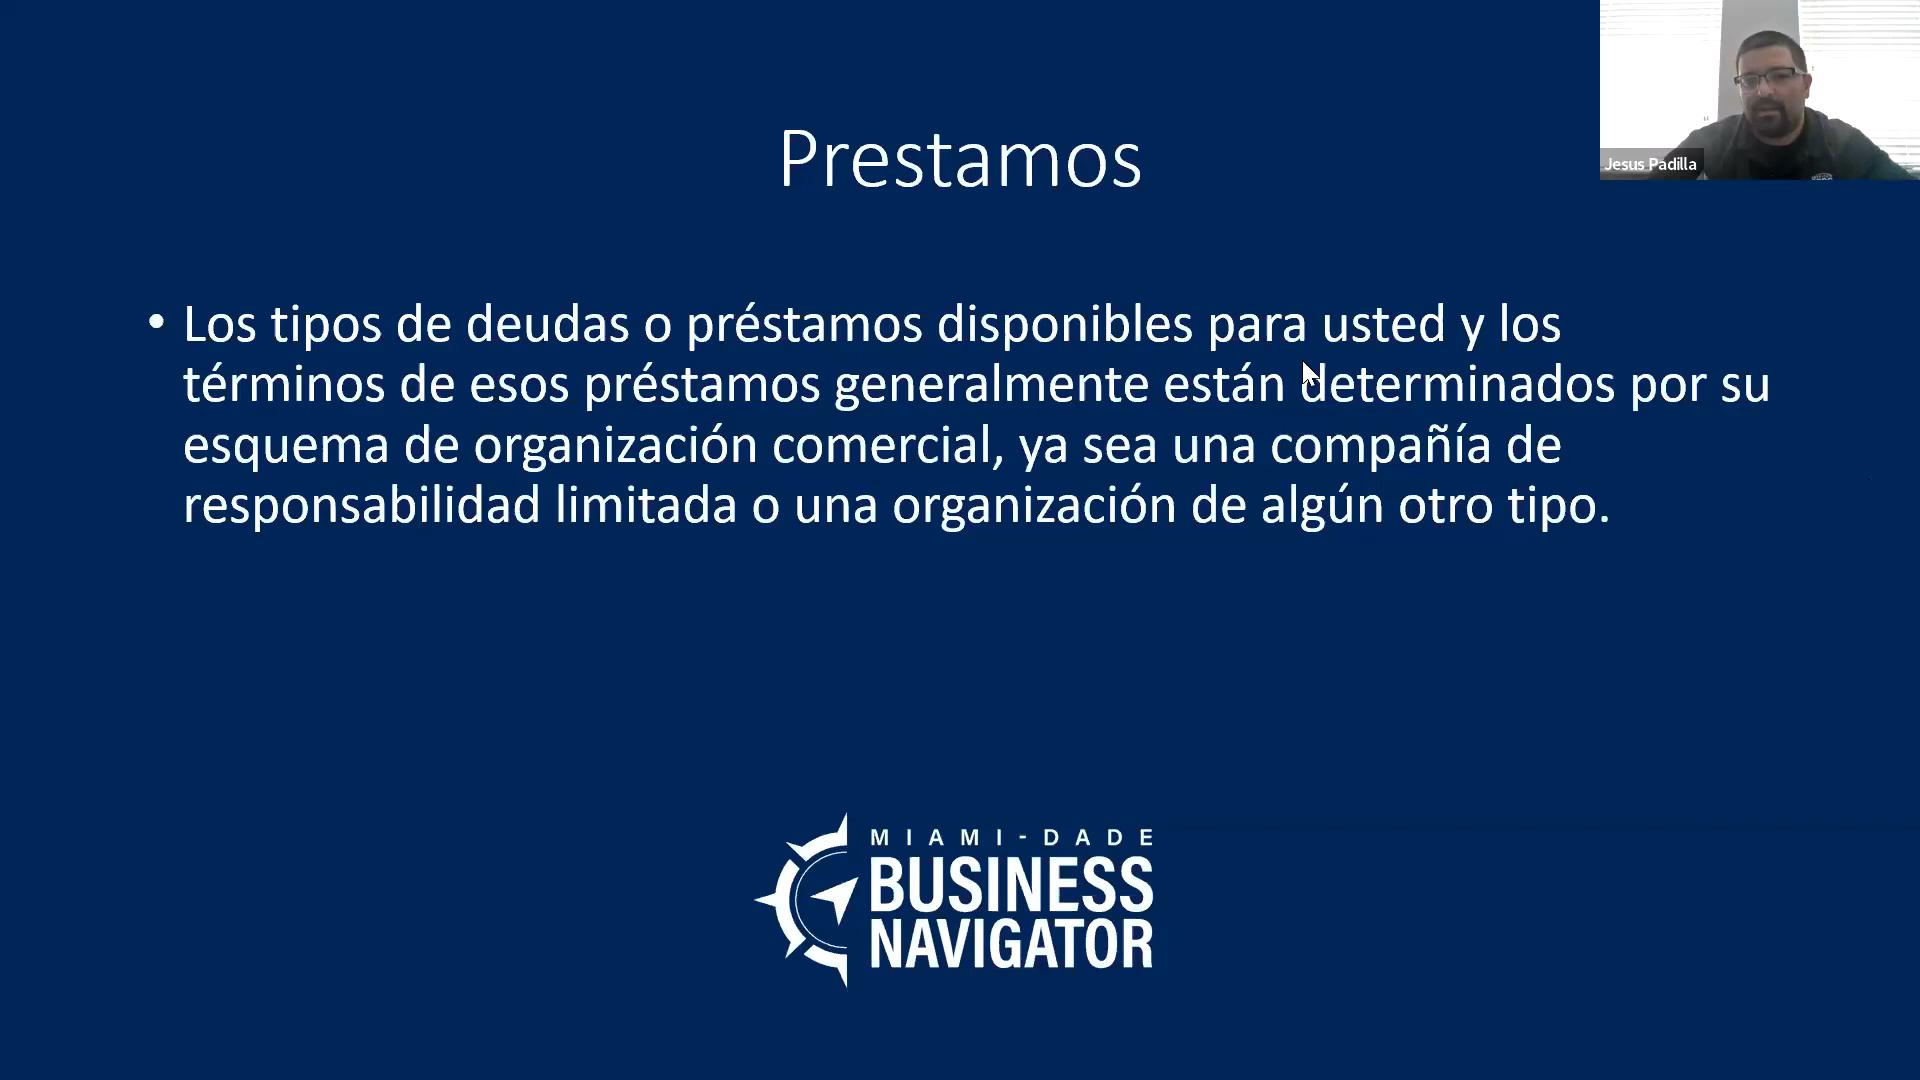 Prestamos
Jesus Padilla
• Los tipos de deudas o préstamos disponibles para usted y los
términos de esos préstamos generalmente están determinados por su
esquema de organización comercial, ya sea una compañía de
responsabilidad limitada o una organización de algún otro tipo.
MIAMI-DADE
BUSINESS
NAVIGATOR